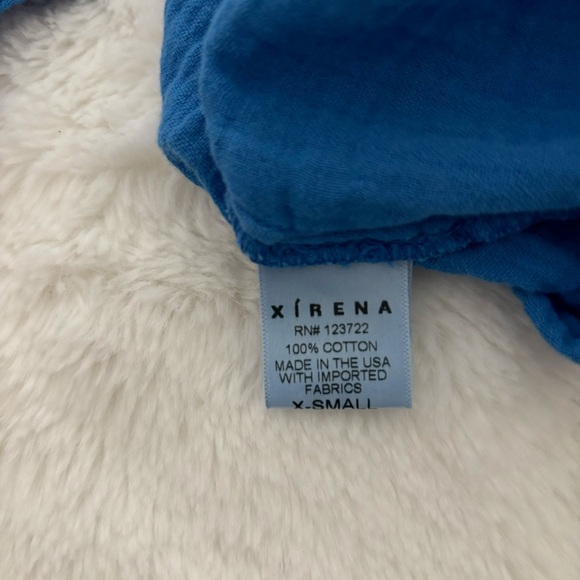 XÍRENA
RN# 123722
100% COTTON
MADE IN THE USA
WITH IMPORTED
FABRICS
X-SMALL